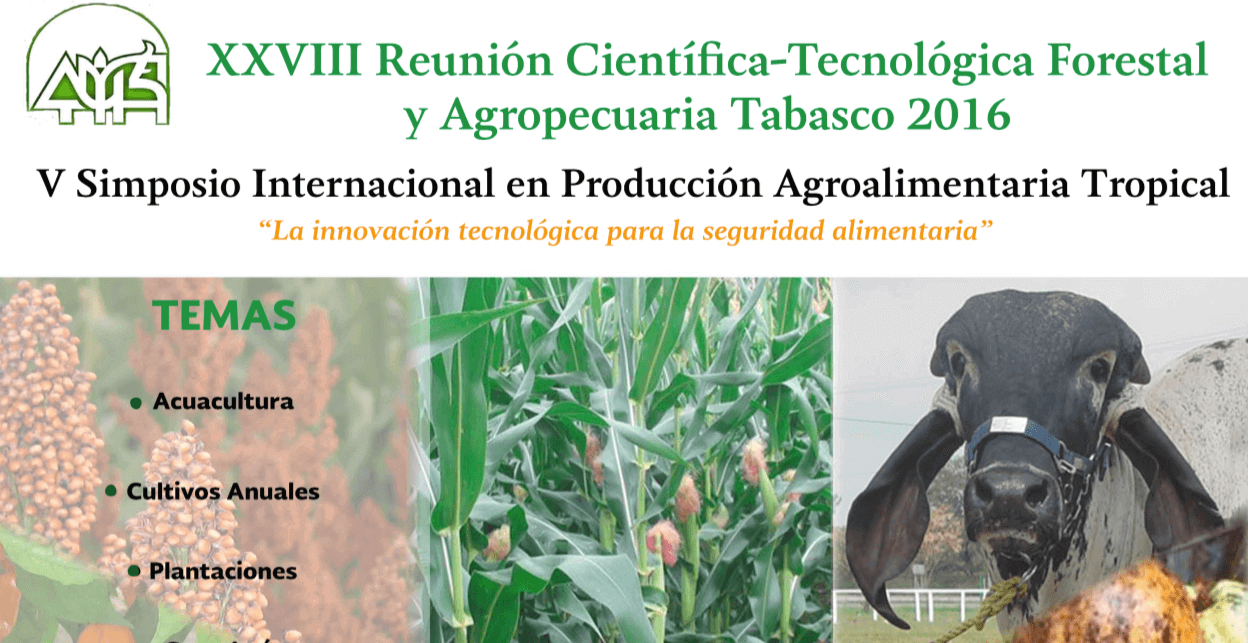 XXVIII Reunión Científica-Tecnológica Forestal
y Agropecuaria Tabasco 2016
V Simposio Internacional en Producción Agroalimentaria Tropical
“La innovación tecnológica para la seguridad alimentaria”
TEMAS
• Acuacultura
• Cultivos Anuales
• Plantaciones